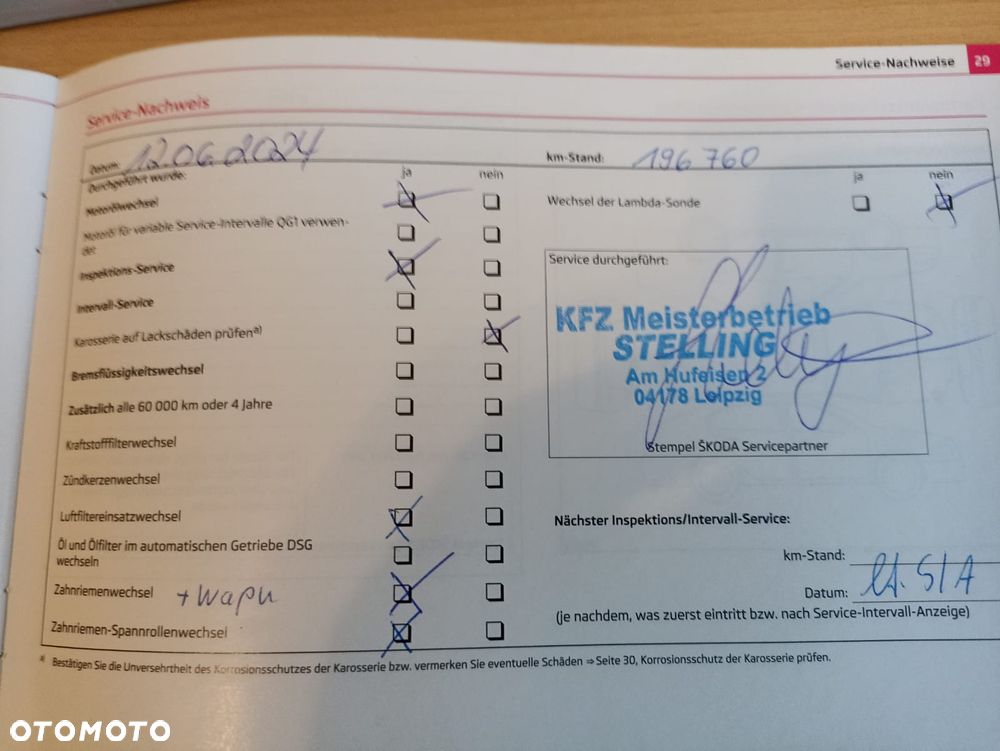 Service-Nachweise 29
Service-Nachweis
Datum: 12.06.2024
km-Stand: 196 760
Durchgeführt wurde:
ja nein
ja nein
Motorölwechsel
Wechsel der Lambda-Sonde
Motoröl für variable Service-Intervalle QG1 verwen-
det
Inspektions-Service
Intervall-Service
Karosserie auf Lackschäden prüfen a)
Bremsflüssigkeitswechsel
Zusätzlich alle 60 000 km oder 4 Jahre
Kraftstofffilterwechsel
Zündkerzenwechsel
Luftfiltereinsatzwechsel
Öl und Ölfilter im automatischen Getriebe DSG
wechseln
Zahnriemenwechsel + Wapu
Zahnriemen-Spannrollenwechsel
Service durchgeführt:
KFZ Meisterbetrieb
STELLING
Am Hufeisen 2
04178 Leipzig
Stempel ŠKODA Servicepartner
Nächster Inspektions/Intervall-Service:
km-Stand:
Datum: lt. SIA
(je nachdem, was zuerst eintritt bzw. nach Service-Intervall-Anzeige)
a) Bestätigen Sie die Unversehrtheit des Korrosionsschutzes der Karosserie bzw. vermerken Sie eventuelle Schäden ⇒ Seite 30, Korrosionsschutz der Karosserie prüfen.
OTOMOTO